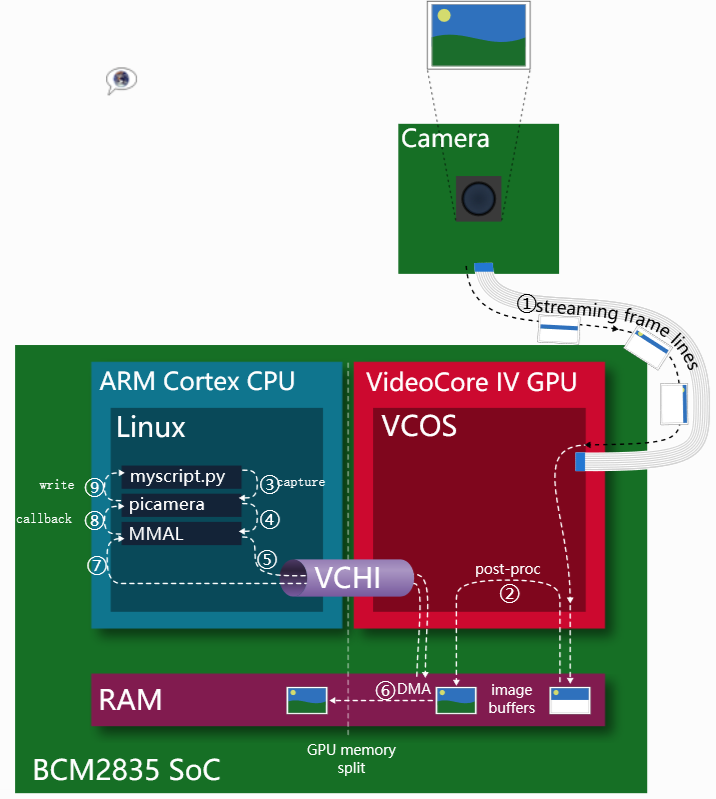 Camera
①streaming frame lines
ARM Cortex CPU
VideoCore IV GPU
Linux
VCOS
myscript.py
write
⑨
③capture
picamera
callback
⑧
④
MMAL
⑦
⑤
VCHI
post-proc
②
RAM
⑥DMA
image
buffers
GPU memory
split
BCM2835 SoC